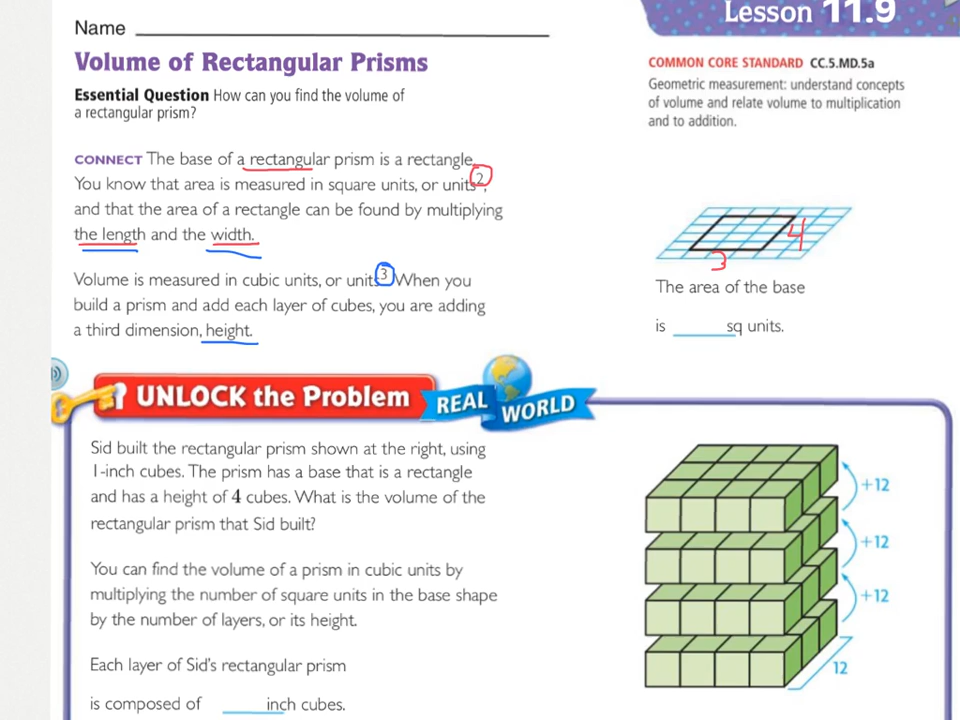 Name
Lesson 11.9
Volume of Rectangular Prisms
Essential Question How can you find the volume of
a rectangular prism?
COMMON CORE STANDARD CC.5.MD.5a
Geometric measurement: understand concepts
of volume and relate volume to multiplication
and to addition.
CONNECT The base of a rectangular prism is a rectangle.
You know that area is measured in square units, or units²,
and that the area of a rectangle can be found by multiplying
the length and the width.
4
3
Volume is measured in cubic units, or units³. When you
build a prism and add each layer of cubes, you are adding
a third dimension, height.
The area of the base
is ______ sq units.
UNLOCK the Problem REAL WORLD
Sid built the rectangular prism shown at the right, using
1-inch cubes. The prism has a base that is a rectangle
and has a height of 4 cubes. What is the volume of the
rectangular prism that Sid built?
You can find the volume of a prism in cubic units by
multiplying the number of square units in the base shape
by the number of layers, or its height.
Each layer of Sid's rectangular prism
is composed of ______ inch cubes.
+12
+12
+12
12